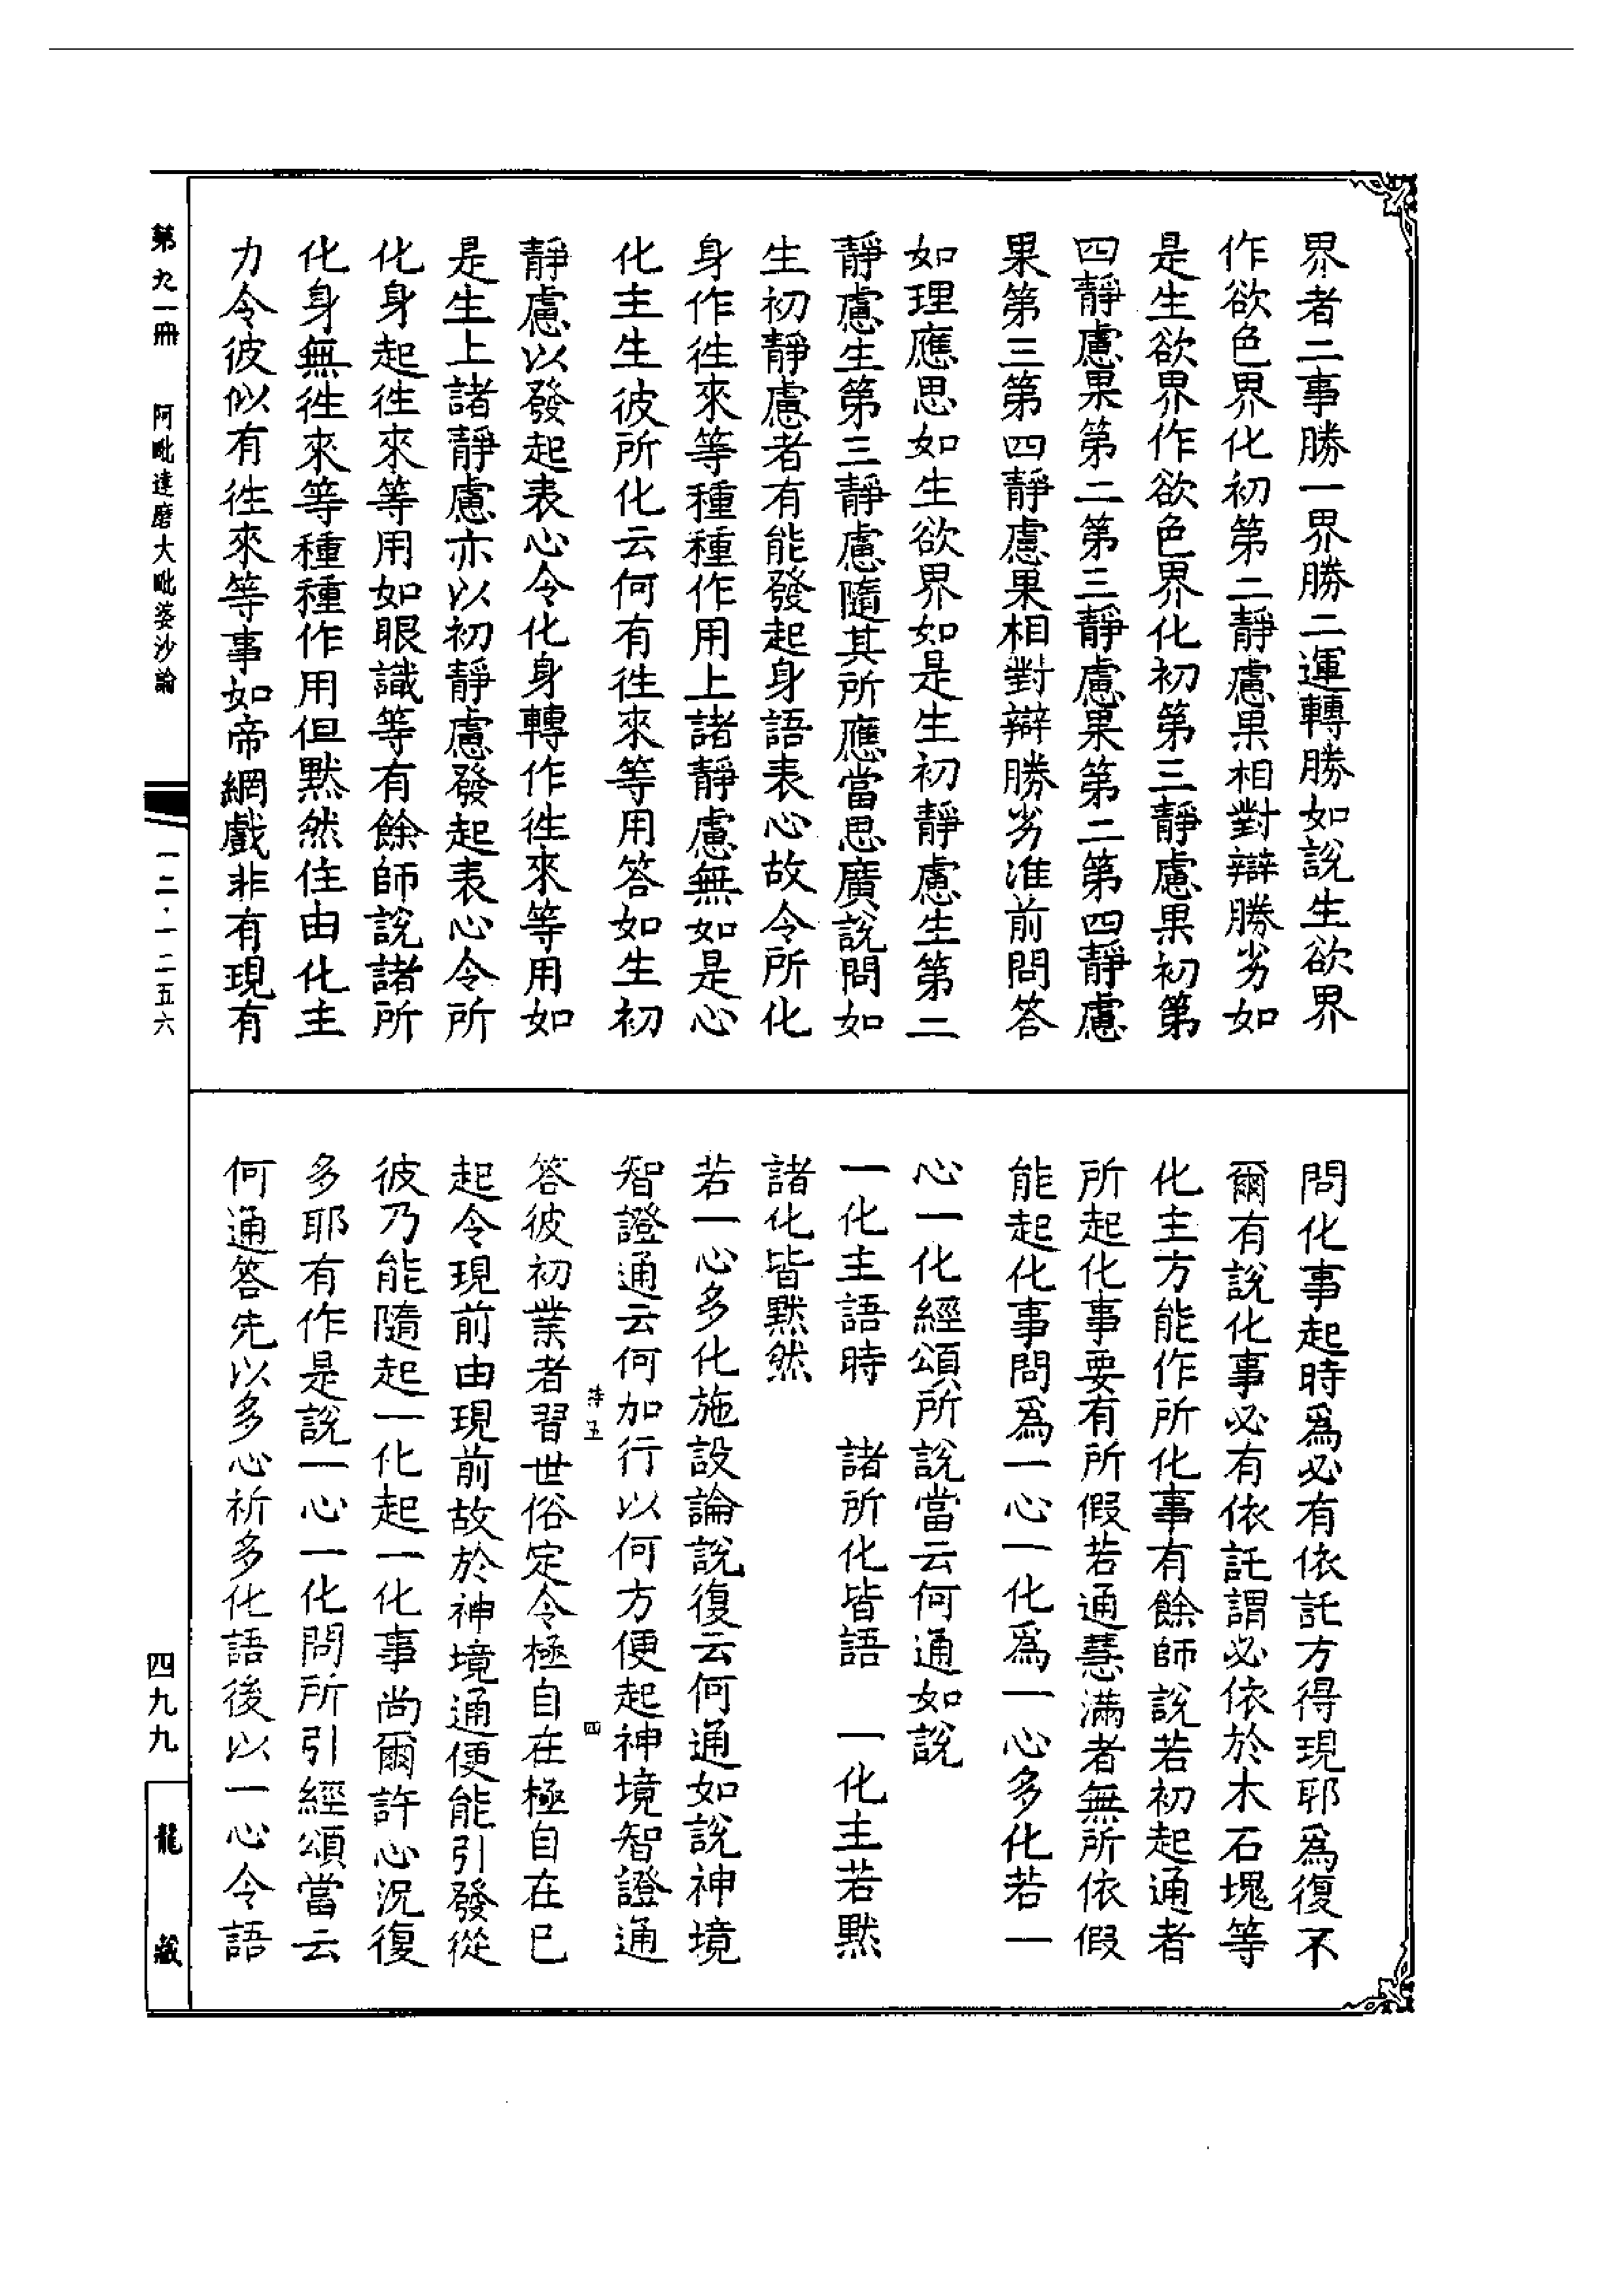 界者二事勝一界勝二運轉勝如說生欲界
作欲色界化初第二靜慮果相對辯勝劣如
是生欲界作欲色界化初第三靜慮果初第
四靜慮果第二第三靜慮果第二第四靜慮
果第三第四靜慮果相對辯勝劣准前問答
如理應思如生欲界如是生初靜慮生第二
靜慮生第三靜慮隨其所應當思廣說問如
生初靜慮者有能發起身語表心故令所化
身作徃來等種種作用上諸靜慮無如是心
化主生彼所化云何有徃來等用答如生初
靜慮以發起表心令化身轉作徃來等用如
是生上諸靜慮亦以初靜慮發起表心令所
化身起徃來等用如眼識等有餘師說諸所
化身無徃來等種種作用但黙然住由化主
力令彼似有徃來等事如帝網戲非有現有
問化事起時爲必有依託方得現耶爲復不
爾有說化事必有依託謂必依於木石塊等
化主方能作所化事有餘師說若初起通者
所起化事要有所假若通慧滿者無所依假
能起化事問爲一心一化爲一心多化若一
心一化經頌所說當云何通如說
一化主語時 諸所化皆語 一化主若黙
諸化皆黙然
若一心多化施設論說復云何通如說神境
智證通云何加行以何方便起神境智證通
答彼初業者習世俗定令極自在極自在已
起令現前由現前故於神境通便能引發從
彼乃能隨起一化起一化事尚爾許心況復
多耶有作是說一心一化問所引經頌當云
何通答先以多心祈多化語後以一心令語
第九一冊 阿毗達磨大毗婆沙論
一二·一二五六
四九九
龍藏
四